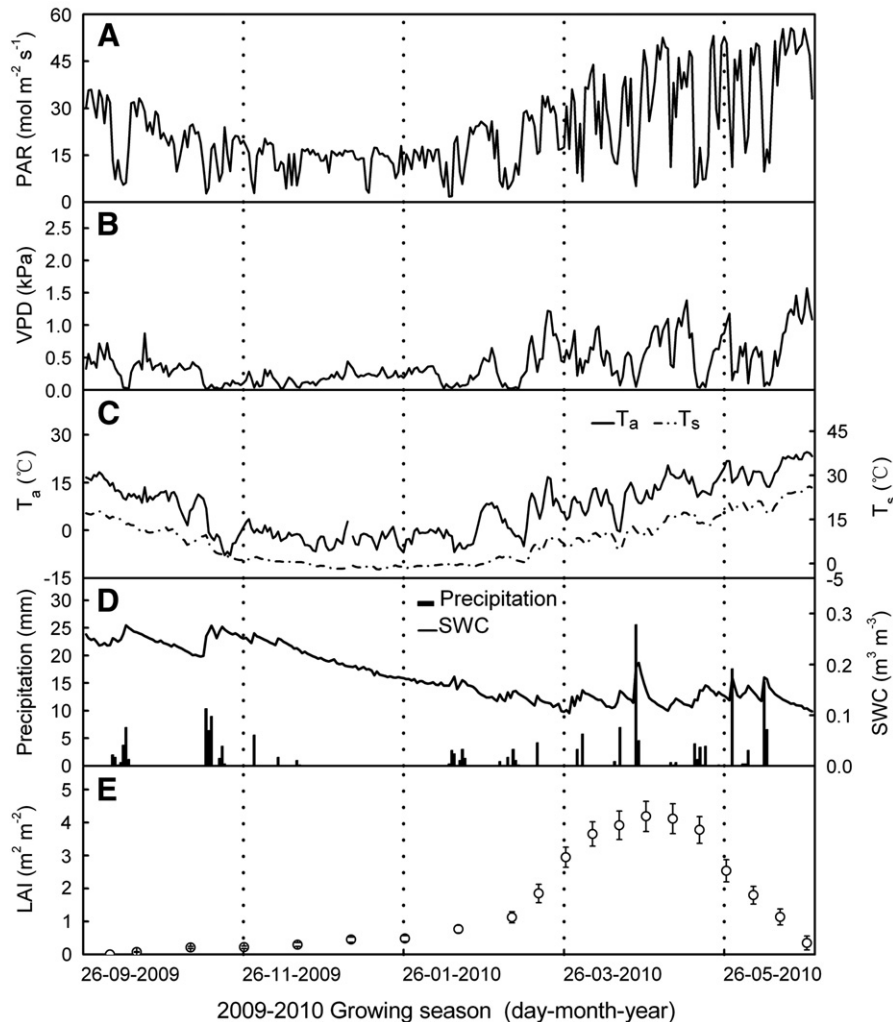 A
PAR (mol m⁻² s⁻¹)
60
45
30
15
0
B
VPD (kPa)
2.5
2.0
1.5
1.0
0.5
0.0
C
Tₐ Tₛ
Tₐ (℃)
30
15
0
-15
45
30
15
0
-5
Tₛ (℃)
D
Precipitation
SWC
Precipitation (mm)
30
25
20
15
10
5
0
0.3
0.2
0.1
0.0
SWC (m³ m⁻³)
E
LAI (m² m⁻²)
5
4
3
2
1
0
26-09-2009 26-11-2009 26-01-2010 26-03-2010 26-05-2010
2009-2010 Growing season (day-month-year)